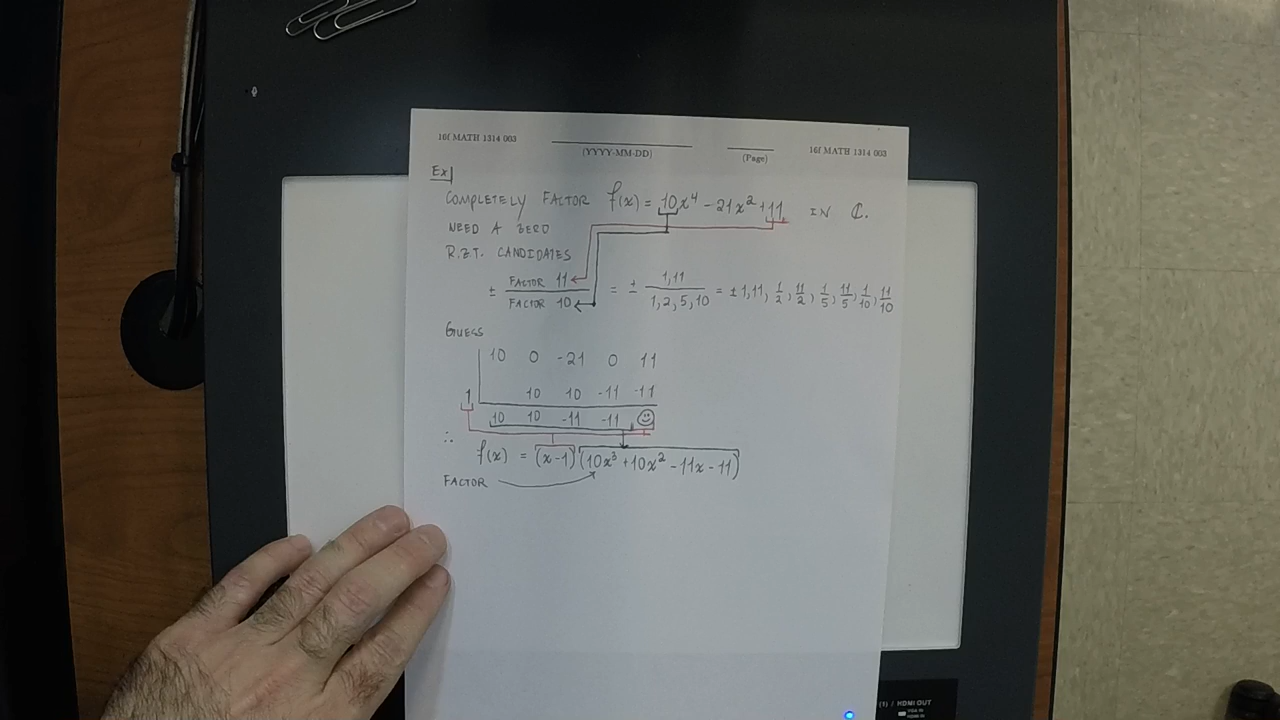 16f MATH 1314 003 (YYYY-MM-DD) (Page) 16f MATH 1314 003
Ex
COMPLETELY FACTOR f(x) = 10x⁴ - 21x² + 11 IN ℂ.
NEED A ZERO
R.Z.T. CANDIDATES
± FACTOR 11 / FACTOR 10 = ± 1,11 / 1,2,5,10 = ± 1, 11, 1/2, 11/2, 1/5, 11/5, 1/10, 11/10
GUESS
10 0 -21 0 11
1 10 10 -11 -11
10 10 -11 -11 ☺
∴
f(x) = (x-1)(10x³ + 10x² - 11x - 11)
FACTOR
HDMI OUT